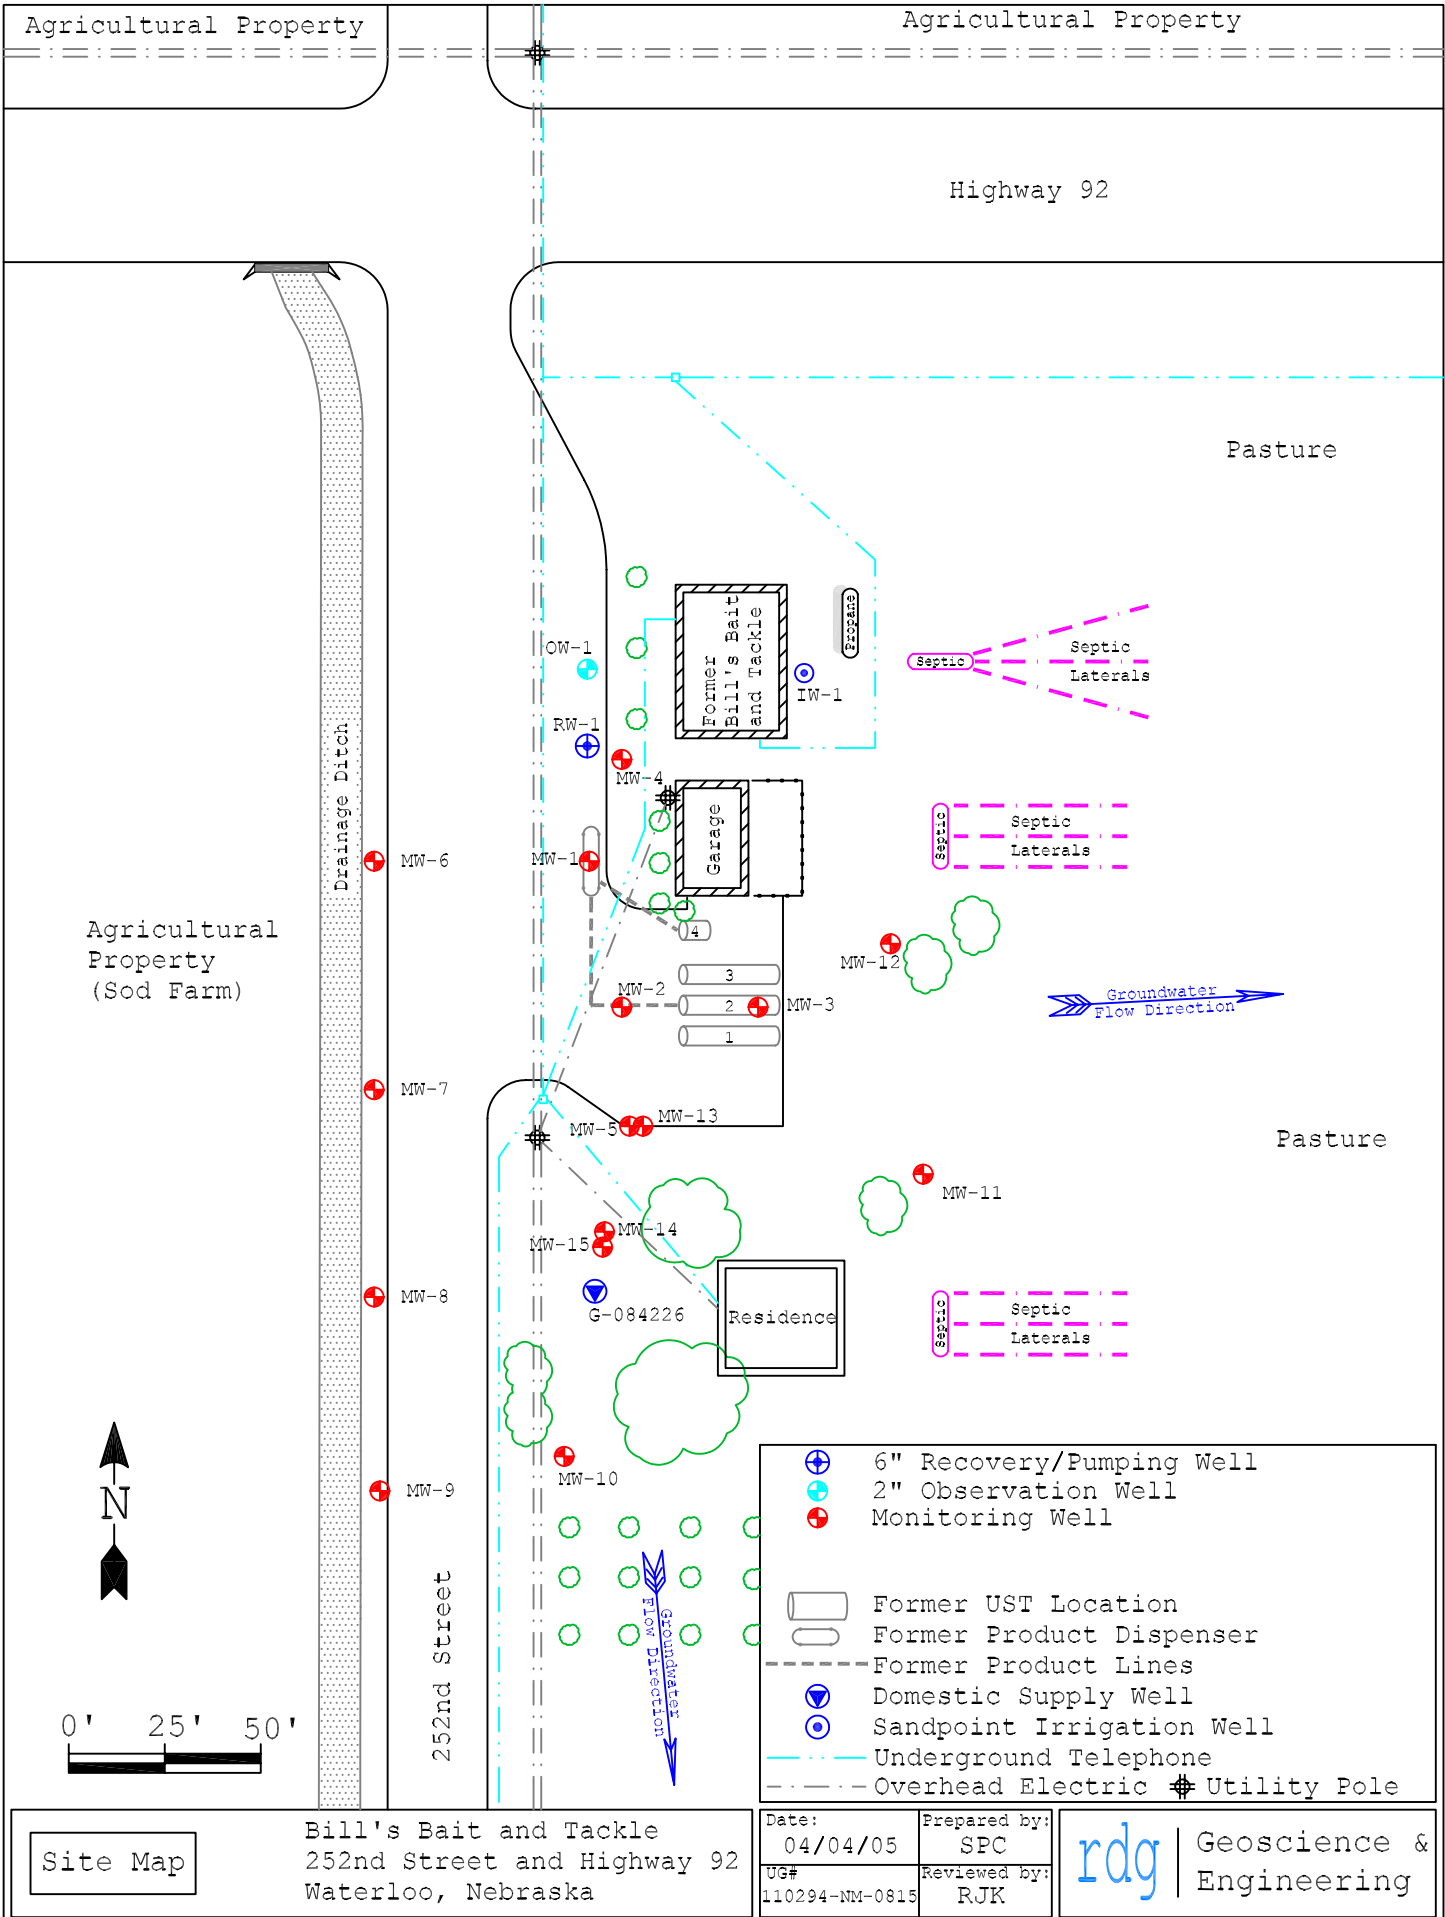 Agricultural Property
Agricultural Property
Highway 92
Pasture
OW-1
Former
Bill's Bait
and Tackle
Propane
IW-1
Septic
Septic
Laterals
RW-1
MW-4
Drainage Ditch
Garage
Septic
Septic
Laterals
MW-6
MW-1
4
Agricultural
Property
(Sod Farm)
MW-12
3
MW-2
2
MW-3
1
Groundwater
Flow Direction
MW-7
MW-5
MW-13
Pasture
MW-11
MW-14
MW-15
MW-8
G-084226
Residence
Septic
Septic
Laterals
MW-10
MW-9
N
252nd Street
Groundwater
Flow Direction
0' 25' 50'
6" Recovery/Pumping Well
2" Observation Well
Monitoring Well
Former UST Location
Former Product Dispenser
Former Product Lines
Domestic Supply Well
Sandpoint Irrigation Well
Underground Telephone
Overhead Electric Utility Pole
Site Map
Bill's Bait and Tackle
252nd Street and Highway 92
Waterloo, Nebraska
Date:
04/04/05
Prepared by:
SPC
UG#
110294-NM-0815
Reviewed by:
RJK
rdg
Geoscience &
Engineering